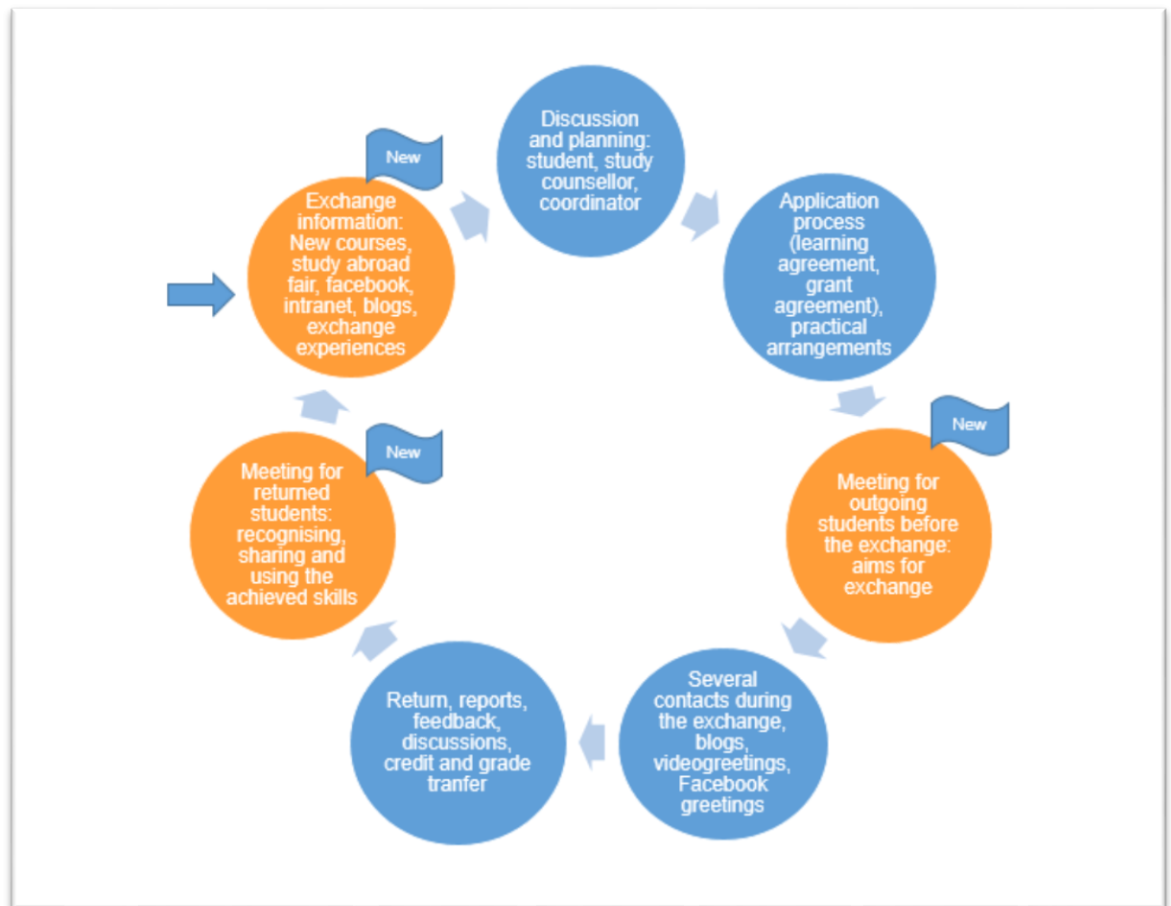 Discussion
and planning:
student, study
counsellor,
coordinator
New
Exchange
information:
New courses,
study abroad
fair, facebook,
intranet, blogs,
exchange
experiences
Application
process
(learning
agreement,
grant
agreement),
practical
arrangements
New
Meeting for
outgoing
students before
the exchange:
aims for
exchange
New
Meeting for
returned
students:
recognising,
sharing and
using the
achieved skills
Several
contacts during
the exchange,
blogs,
videogreetings,
Facebook
greetings
Return, reports,
feedback,
discussions,
credit and grade
tranfer